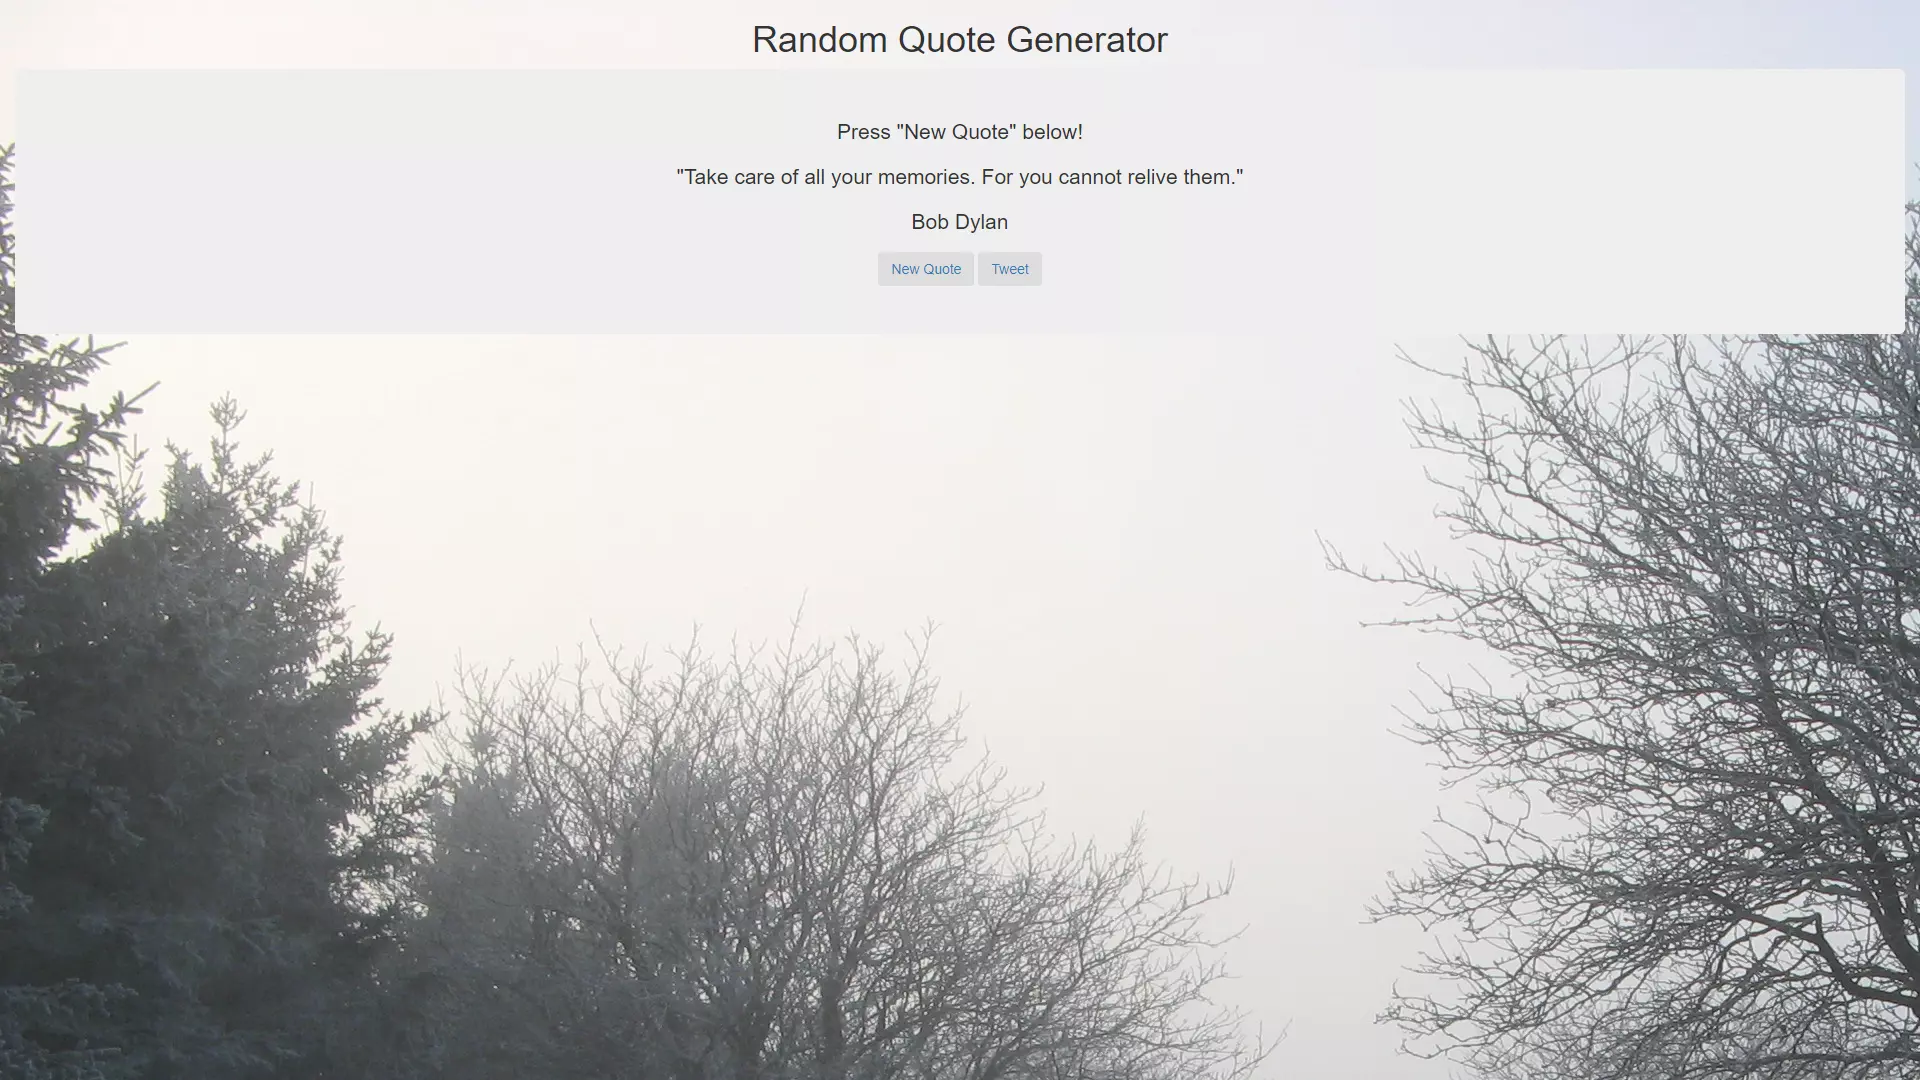 Random Quote Generator
Press "New Quote" below!
"Take care of all your memories. For you cannot relive them."
Bob Dylan
New Quote Tweet